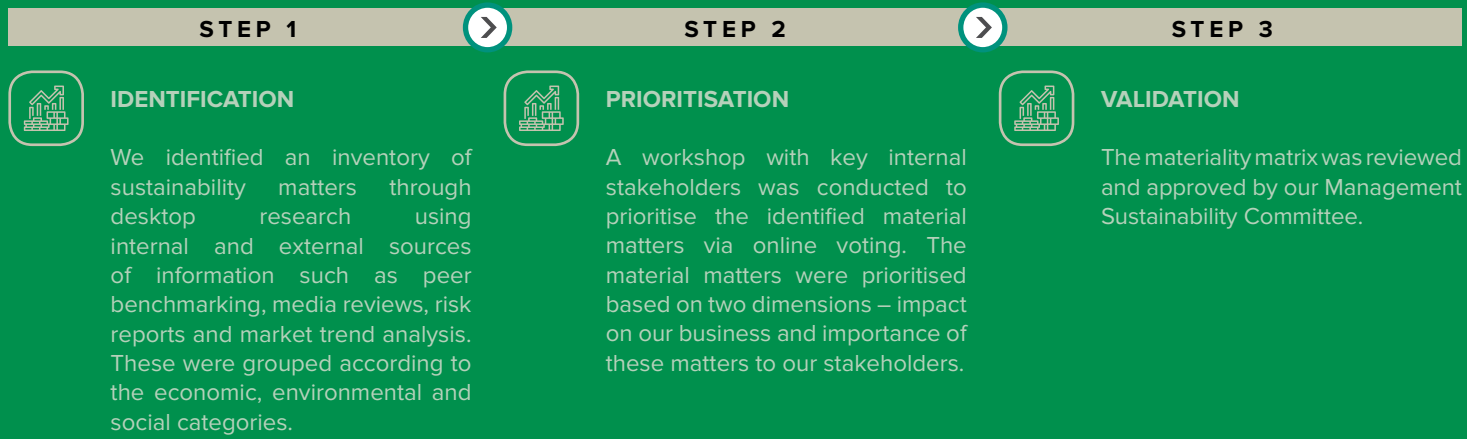 STEP 1
STEP 2
STEP 3
IDENTIFICATION
We identified an inventory of
sustainability matters through
desktop research using
internal and external sources
of information such as peer
benchmarking, media reviews, risk
reports and market trend analysis.
These were grouped according to
the economic, environmental and
social categories.
PRIORITISATION
A workshop with key internal
stakeholders was conducted to
prioritise the identified material
matters via online voting. The
material matters were prioritised
based on two dimensions – impact
on our business and importance of
these matters to our stakeholders.
VALIDATION
The materiality matrix was reviewed
and approved by our Management
Sustainability Committee.